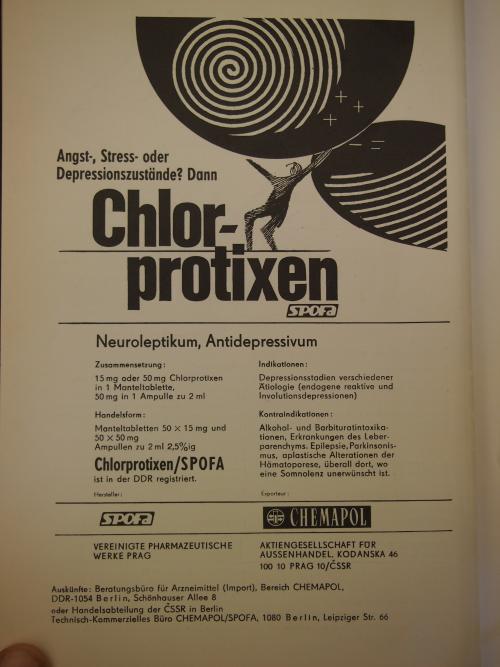 Angst-, Stress- oder
Depressionszustände? Dann
Chlor-
protixen
SPOFA
Neuroleptikum, Antidepressivum
Zusammensetzung:
15 mg oder 50 mg Chlorprotixen
in 1 Manteltablette,
50 mg in 1 Ampulle zu 2 ml
Handelsform:
Manteltabletten 50 × 15 mg und
50 × 50 mg
Ampullen zu 2 ml 2,5%ig
Chlorprotixen/SPOFA
ist in der DDR registriert.
Hersteller:
SPOFA
VEREINIGTE PHARMAZEUTISCHE
WERKE PRAG
Indikationen:
Depressionsstadien verschiedener
Ätiologie (endogene reaktive und
Involutionsdepressionen)
Kontraindikationen:
Alkohol- und Barbituratintoxika-
tionen, Erkrankungen des Leber-
parenchyms. Epilepsie, Parkinsonis-
mus, aplastische Alterationen der
Hämatoporese, überall dort, wo
eine Somnolenz unerwünscht ist.
Exporteur:
CHEMAPOL
AKTIENGESELLSCHAFT FÜR
AUSSENHANDEL, KODANSKA 46
100 10 PRAG 10/ČSSR
Auskünfte: Beratungsbüro für Arzneimittel (Import), Bereich CHEMAPOL,
DDR-1054 Berlin, Schönhauser Allee 8
oder Handelsabteilung der ČSSR in Berlin
Technisch-Kommerzielles Büro CHEMAPOL/SPOFA, 1080 Berlin, Leipziger Str. 66